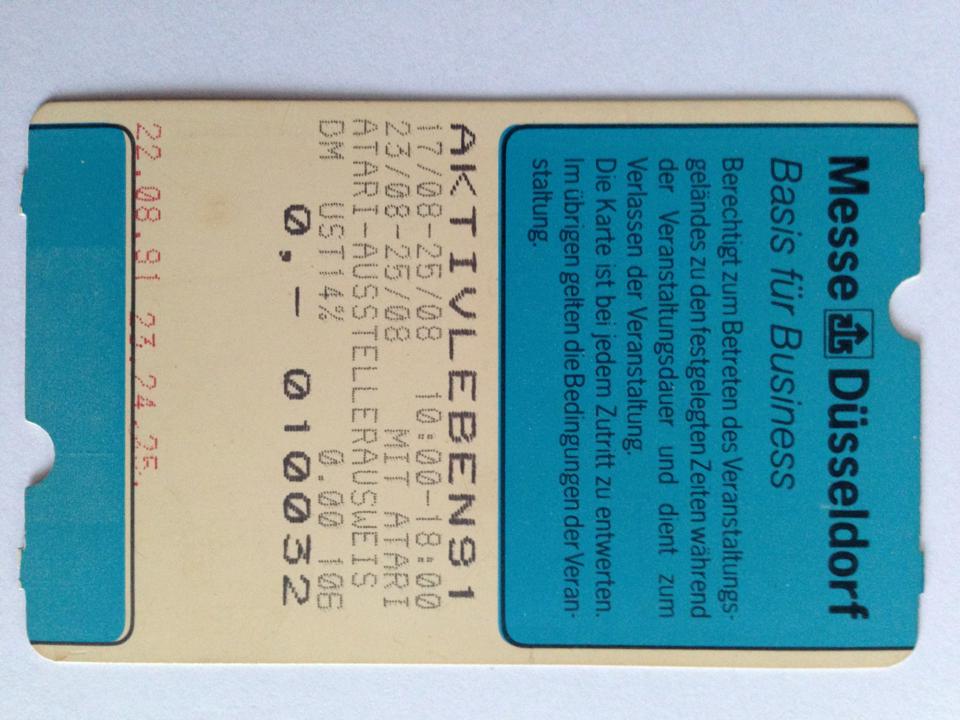 Messe Düsseldorf
Basis für Business
Berechtigt zum Betreten des Veranstaltungs-
geländes zu den festgelegten Zeiten während
der Veranstaltungsdauer und dient zum
Verlassen der Veranstaltung.
Die Karte ist bei jedem Zutritt zu entwerten.
Im übrigen gelten die Bedingungen der Veran-
staltung.
AKTIVLEBEN91
17/08-25/08 10:00-18:00
23/08-25/08 MIT ATARI
ATARI-AUSSTELLERAUSWEIS
DM UST14% 0.00 106
0,- 010032
22.08.91 23.24.25.